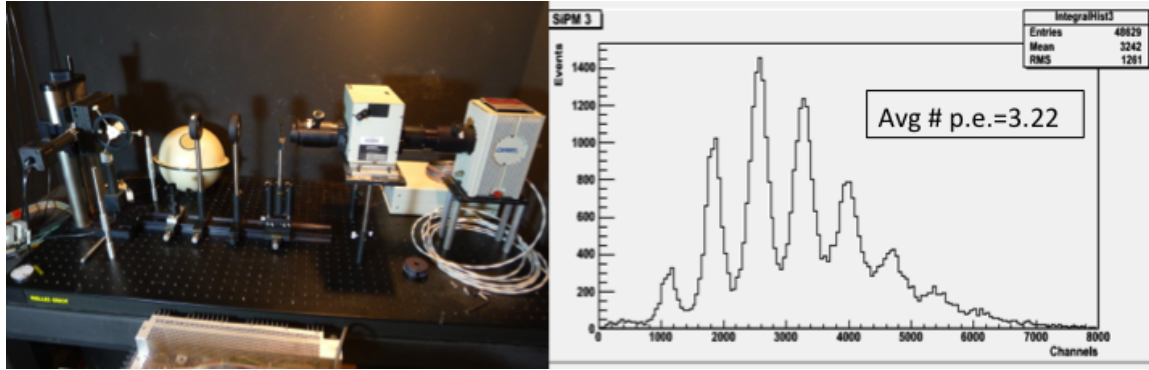 SiPM 3
IntegralHist3
Entries 48629
Mean 3242
RMS 1261
Avg # p.e.=3.22
Events
1400
1200
1000
800
600
400
200
0
0 1000 2000 3000 4000 5000 6000 7000 8000
Channels